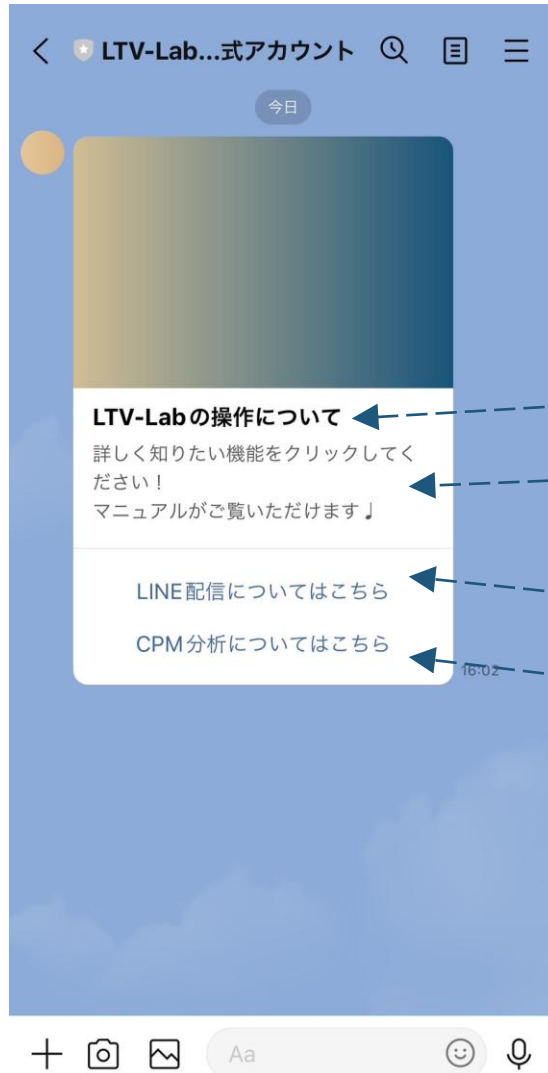 LTV-Lab...式アカウント
今日
LTV-Labの操作について
詳しく知りたい機能をクリックしてく
ださい！
マニュアルがご覧いただけます♩
LINE配信についてはこちら
CPM分析についてはこちら
16:02
Aa